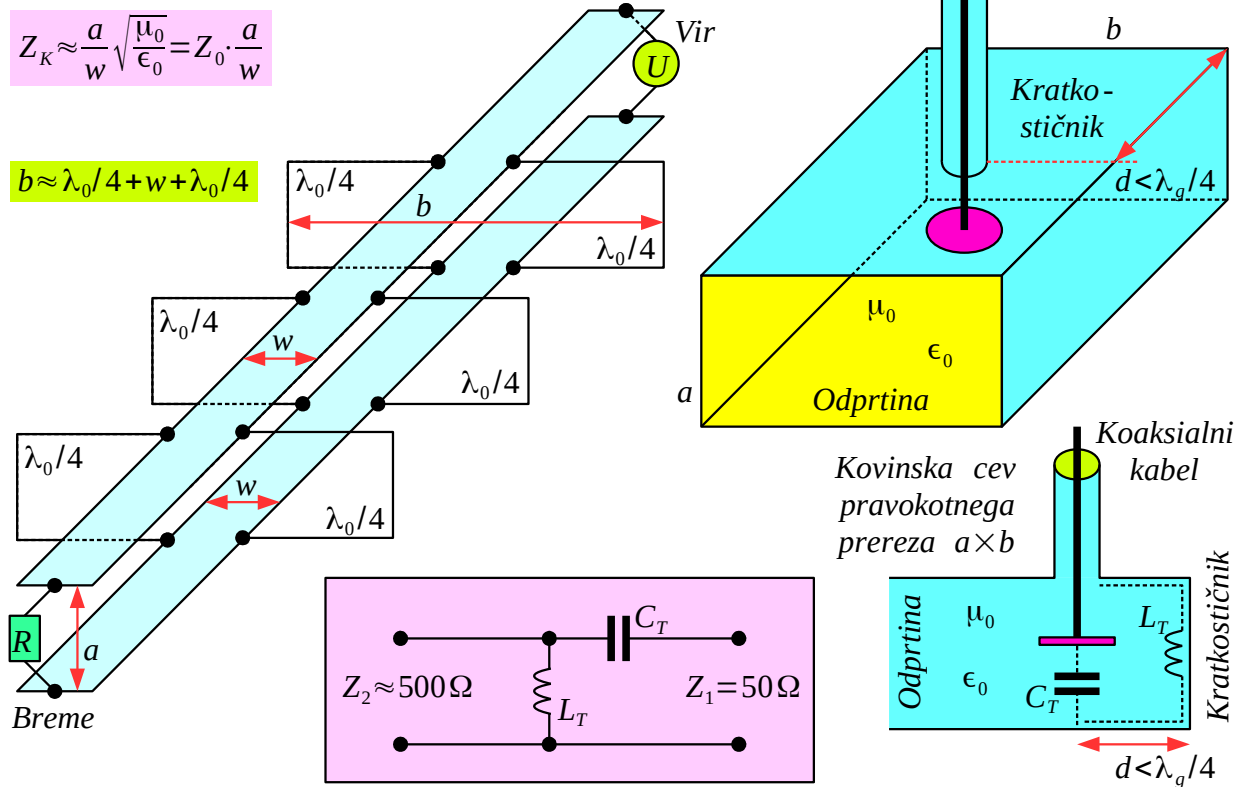 Z_K ≈ a/w √(μ₀/ϵ₀) = Z₀·a/w
b≈λ₀/4+w+λ₀/4
Vir
U
λ₀/4
b
λ₀/4
λ₀/4
w
λ₀/4
λ₀/4
w
λ₀/4
R
a
Breme
b
Kratko-
stičnik
d<λ_g/4
μ₀
ϵ₀
a
Odprtina
Kovinska cev
pravokotnega
prereza a×b
Koaksialni
kabel
Odprtina
μ₀
ϵ₀
C_T
L_T
Kratkostičnik
d<λ_g/4
C_T
Z₂≈500Ω
L_T
Z₁=50Ω